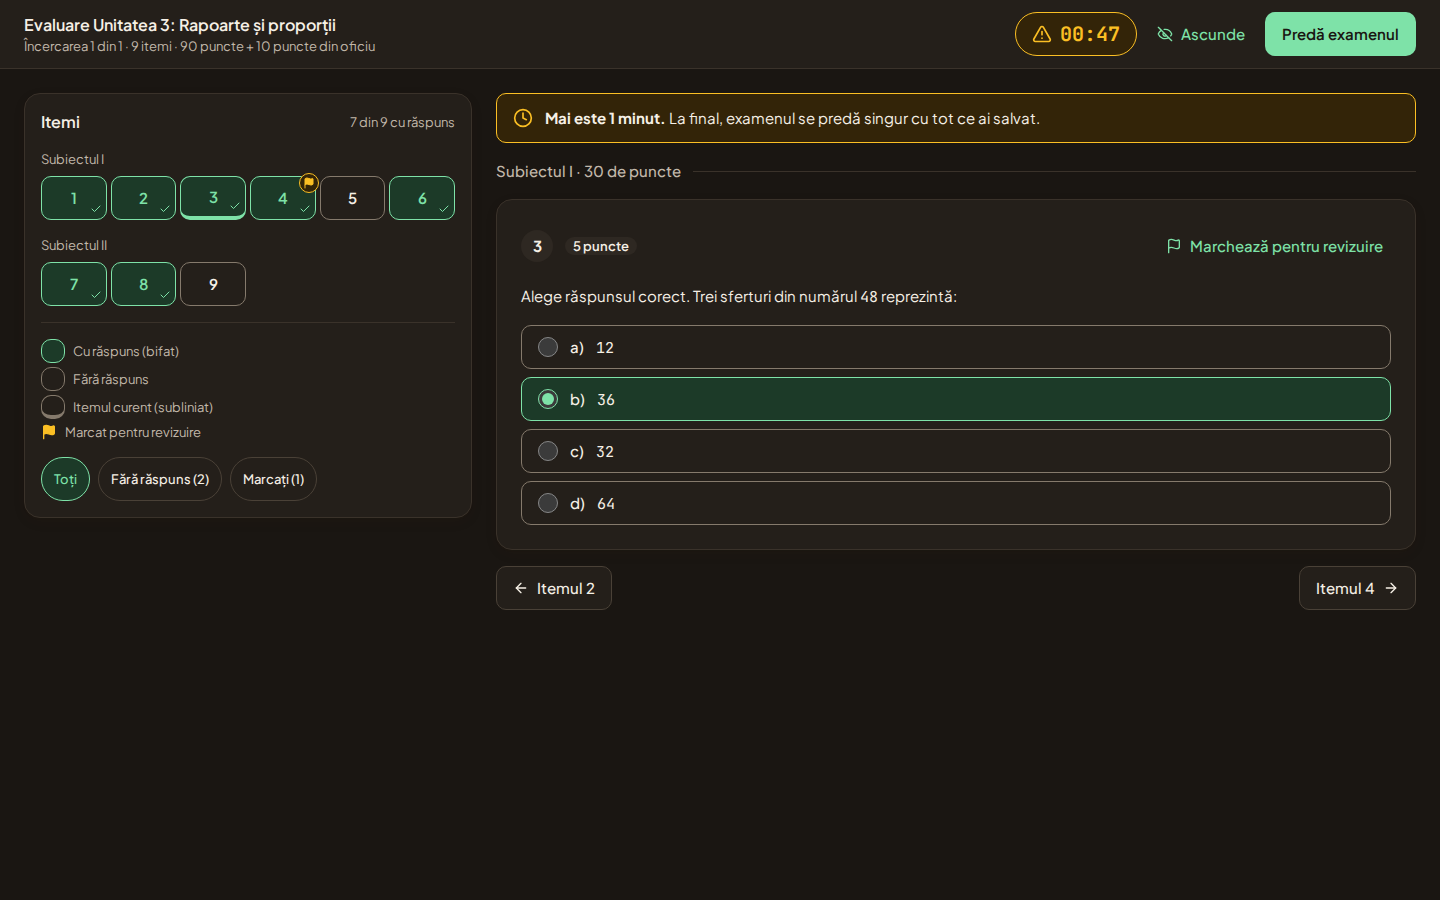 Evaluare Unitatea 3: Rapoarte și proporții
Încercarea 1 din 1 · 9 itemi · 90 puncte + 10 puncte din oficiu
00:47
Ascunde
Predă examenul
Itemi
7 din 9 cu răspuns
Subiectul I
1
2
3
4
5
6
Subiectul II
7
8
9
Cu răspuns (bifat)
Fără răspuns
Itemul curent (subliniat)
Marcat pentru revizuire
Toți
Fără răspuns (2)
Marcați (1)
Mai este 1 minut. La final, examenul se predă singur cu tot ce ai salvat.
Subiectul I · 30 de puncte
3
5 puncte
Marchează pentru revizuire
Alege răspunsul corect. Trei sferturi din numărul 48 reprezintă:
a) 12
b) 36
c) 32
d) 64
Itemul 2
Itemul 4